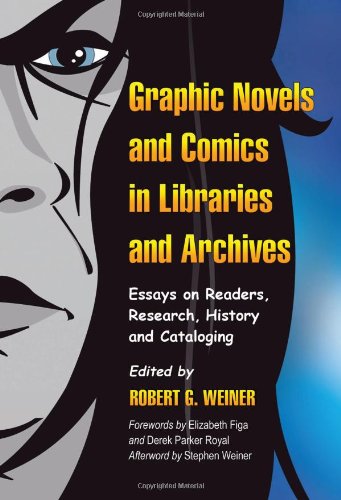 Graphic Novels
and Comics
in Libraries
and Archives
Essays on Readers,
Research, History
and Cataloging
Edited by
ROBERT G. WEINER
Forewords by Elizabeth Figa
and Derek Parker Royal
Afterword by Stephen Weiner